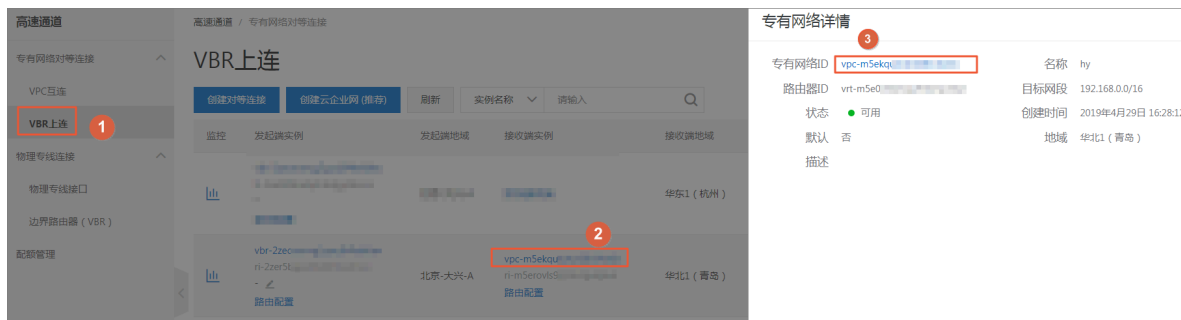 高速通道
专有网络对等连接
VPC互连
VBR上连
1
物理专线连接
物理专线接口
边界路由器（VBR）
配额管理
高速通道 / 专有网络对等连接
VBR上连
创建对等连接 创建云企业网 (推荐) 刷新 实例名称 请输入
监控 发起端实例 发起端地域 接收端实例 接收端地域
华东1（杭州）
2
vbr-2zec
ri-2zer5l
-
路由配置
北京-大兴-A
vpc-m5ekqu
ri-m5erovls9
路由配置
华北1（青岛）
专有网络详情
3
专有网络ID vpc-m5ekqu 名称 hy
路由器ID vrt-m5e0 目标网段 192.168.0.0/16
状态 可用 创建时间 2019年4月29日 16:28:12
默认 否 地域 华北1（青岛）
描述